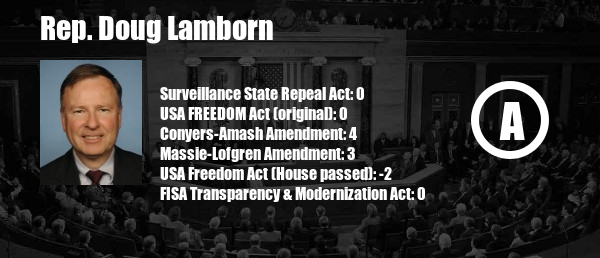 Rep. Doug Lamborn
Surveillance State Repeal Act: 0
USA FREEDOM Act (original): 0
Conyers-Amash Amendment: 4
Massie-Lofgren Amendment: 3
USA Freedom Act (House passed): -2
FISA Transparency & Modernization Act: 0
A